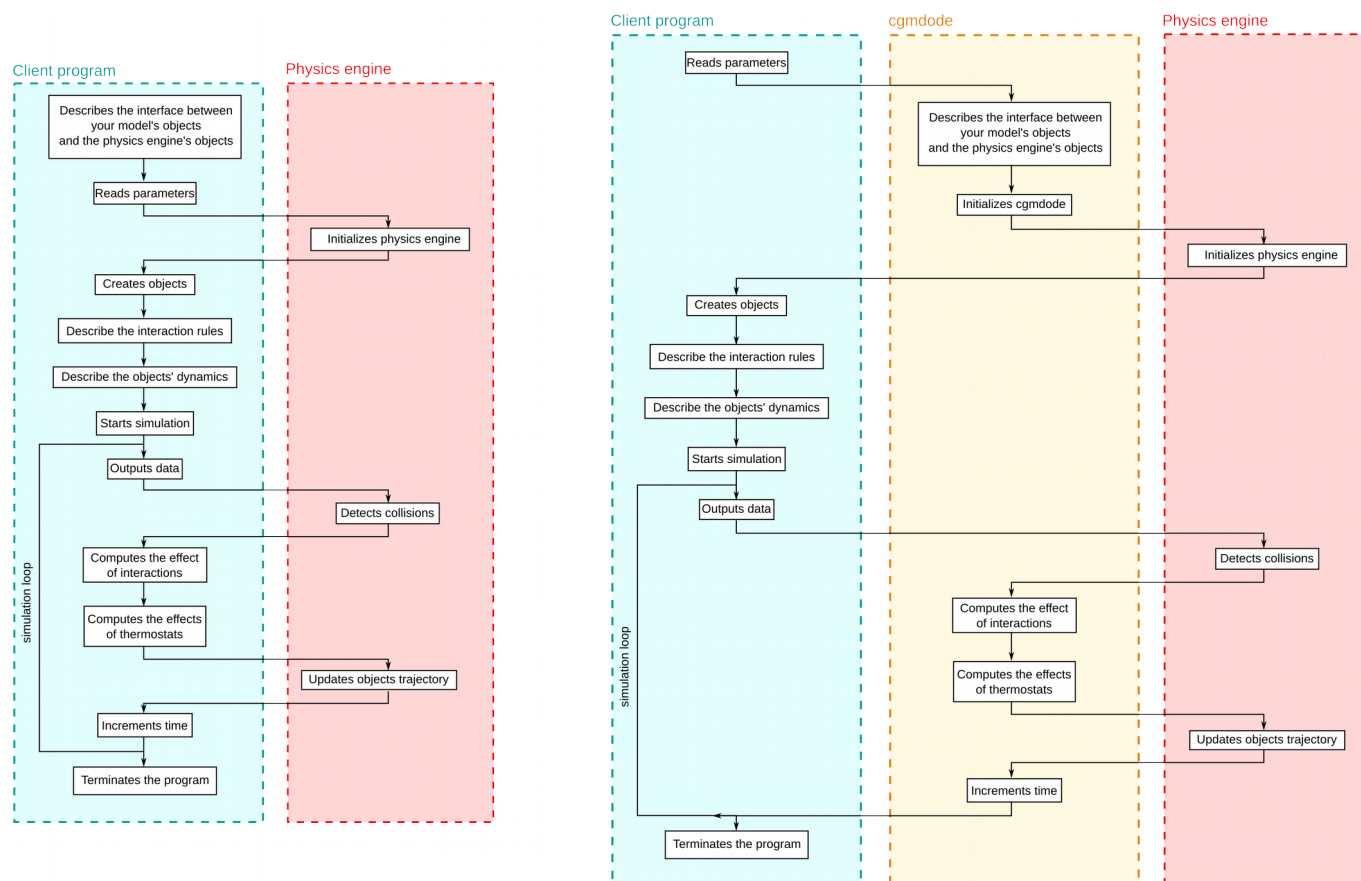 Client program
Physics engine
Describes the interface between
your model's objects
and the physics engine's objects
Reads parameters
Initializes physics engine
Creates objects
Describe the interaction rules
Describe the objects' dynamics
Starts simulation
Outputs data
Detects collisions
Computes the effect
of interactions
simulation loop
Computes the effects
of thermostats
Updates objects trajectory
Increments time
Terminates the program
Client program
cgmdode
Physics engine
Reads parameters
Describes the interface between
your model's objects
and the physics engine's objects
Initializes cgmdode
Initializes physics engine
Creates objects
Describe the interaction rules
Describe the objects' dynamics
Starts simulation
Outputs data
Detects collisions
Computes the effect
of interactions
simulation loop
Computes the effects
of thermostats
Updates objects trajectory
Increments time
Terminates the program